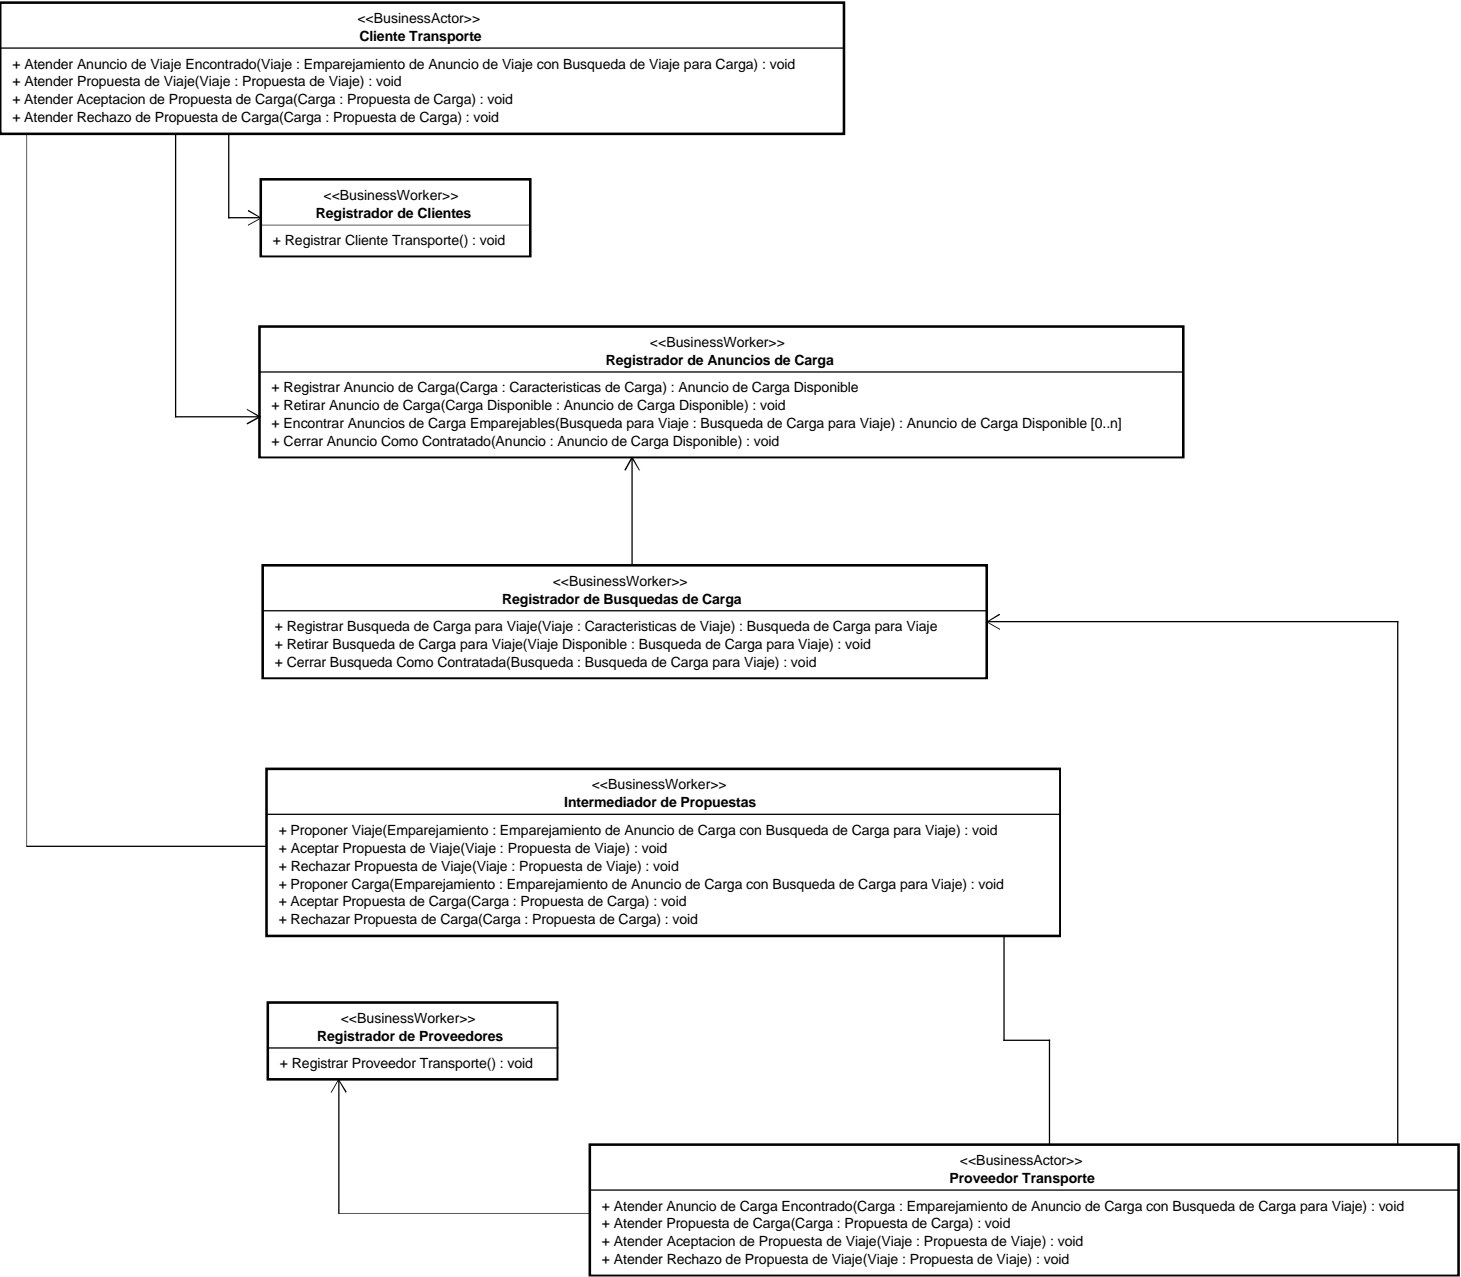 <<BusinessActor>>
Cliente Transporte
+ Atender Anuncio de Viaje Encontrado(Viaje : Emparejamiento de Anuncio de Viaje con Busqueda de Viaje para Carga) : void
+ Atender Propuesta de Viaje(Viaje : Propuesta de Viaje) : void
+ Atender Aceptacion de Propuesta de Carga(Carga : Propuesta de Carga) : void
+ Atender Rechazo de Propuesta de Carga(Carga : Propuesta de Carga) : void
<<BusinessWorker>>
Registrador de Clientes
+ Registrar Cliente Transporte() : void
<<BusinessWorker>>
Registrador de Anuncios de Carga
+ Registrar Anuncio de Carga(Carga : Caracteristicas de Carga) : Anuncio de Carga Disponible
+ Retirar Anuncio de Carga(Carga Disponible : Anuncio de Carga Disponible) : void
+ Encontrar Anuncios de Carga Emparejables(Busqueda para Viaje : Busqueda de Carga para Viaje) : Anuncio de Carga Disponible [0..n]
+ Cerrar Anuncio Como Contratado(Anuncio : Anuncio de Carga Disponible) : void
<<BusinessWorker>>
Registrador de Busquedas de Carga
+ Registrar Busqueda de Carga para Viaje(Viaje : Caracteristicas de Viaje) : Busqueda de Carga para Viaje
+ Retirar Busqueda de Carga para Viaje(Viaje Disponible : Busqueda de Carga para Viaje) : void
+ Cerrar Busqueda Como Contratada(Busqueda : Busqueda de Carga para Viaje) : void
<<BusinessWorker>>
Intermediador de Propuestas
+ Proponer Viaje(Emparejamiento : Emparejamiento de Anuncio de Carga con Busqueda de Carga para Viaje) : void
+ Aceptar Propuesta de Viaje(Viaje : Propuesta de Viaje) : void
+ Rechazar Propuesta de Viaje(Viaje : Propuesta de Viaje) : void
+ Proponer Carga(Emparejamiento : Emparejamiento de Anuncio de Carga con Busqueda de Carga para Viaje) : void
+ Aceptar Propuesta de Carga(Carga : Propuesta de Carga) : void
+ Rechazar Propuesta de Carga(Carga : Propuesta de Carga) : void
<<BusinessWorker>>
Registrador de Proveedores
+ Registrar Proveedor Transporte() : void
<<BusinessActor>>
Proveedor Transporte
+ Atender Anuncio de Carga Encontrado(Carga : Emparejamiento de Anuncio de Carga con Busqueda de Carga para Viaje) : void
+ Atender Propuesta de Carga(Carga : Propuesta de Carga) : void
+ Atender Aceptacion de Propuesta de Viaje(Viaje : Propuesta de Viaje) : void
+ Atender Rechazo de Propuesta de Viaje(Viaje : Propuesta de Viaje) : void